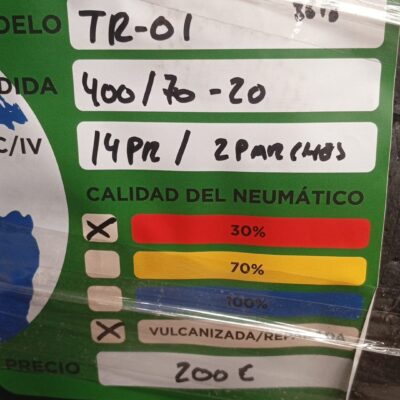 DELO TR-01
DIDA 400/70-20
C/IV 14PR / 2 PARCHES
CALIDAD DEL NEUMÁTICO
X 30%
70%
100%
X VULCANIZADA/REPARADA
PRECIO 200 €